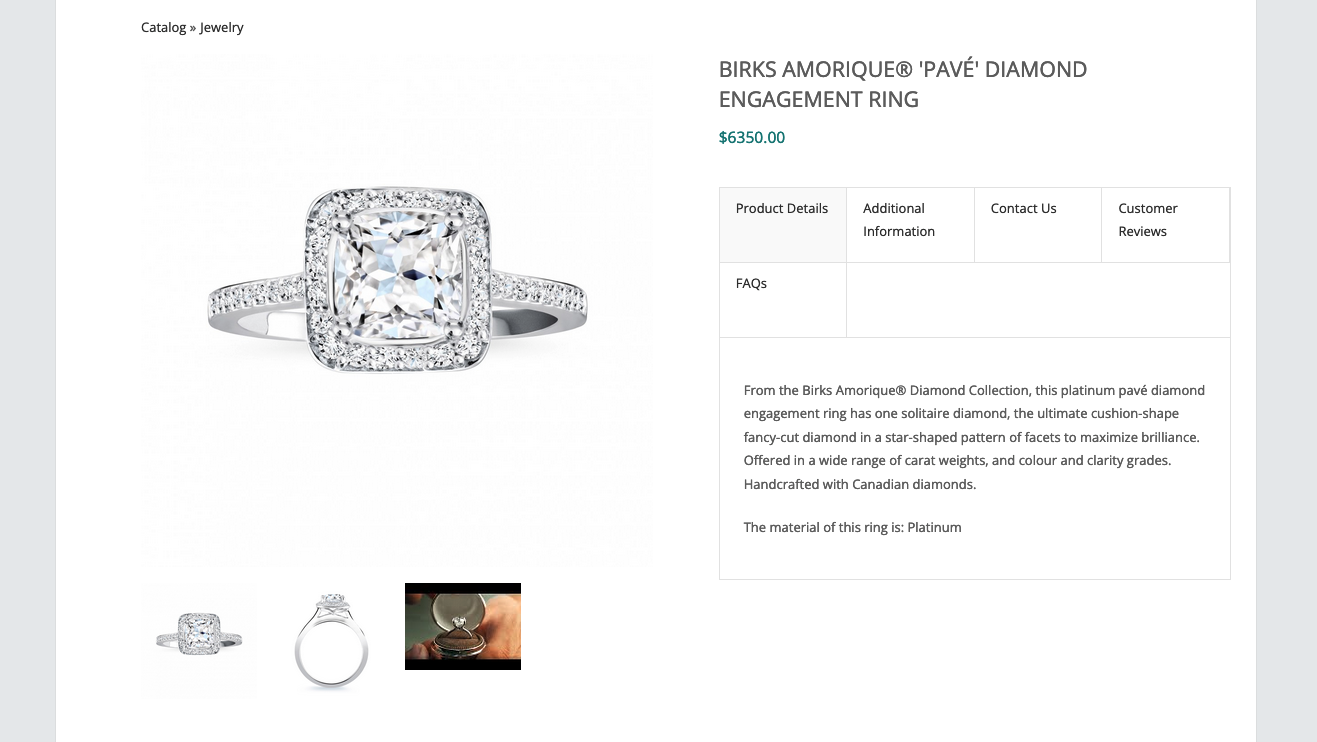 Catalog » Jewelry
BIRKS AMORIQUE® 'PAVÉ' DIAMOND
ENGAGEMENT RING
$6350.00
Product Details
Additional
Information
Contact Us
Customer
Reviews
FAQs
From the Birks Amorique® Diamond Collection, this platinum pavé diamond
engagement ring has one solitaire diamond, the ultimate cushion-shape
fancy-cut diamond in a star-shaped pattern of facets to maximize brilliance.
Offered in a wide range of carat weights, and colour and clarity grades.
Handcrafted with Canadian diamonds.
The material of this ring is: Platinum